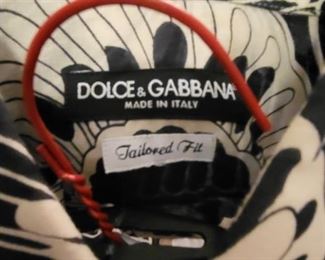 DOLCE & GABBANA
MADE IN ITALY
Tailored Fit